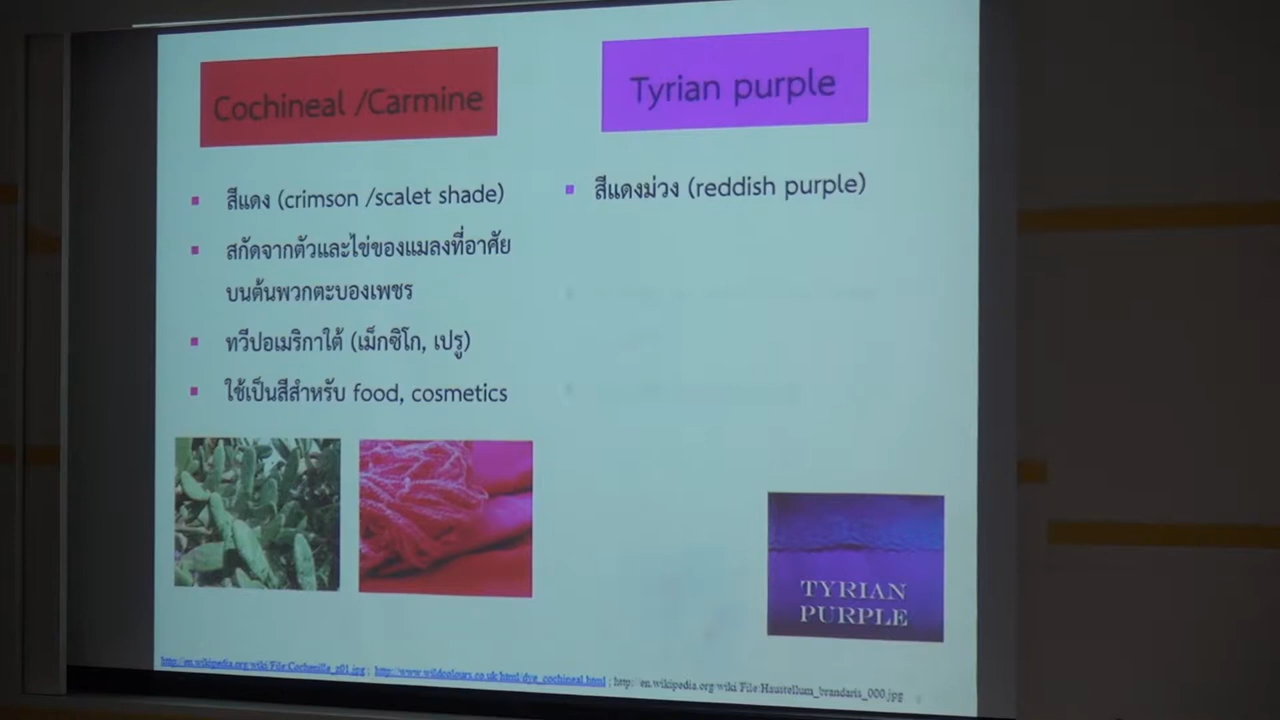 Cochineal /Carmine
สีแดง (crimson /scalet shade)
สกัดจากตัวและไข่ของแมลงที่อาศัย
บนต้นพวกตะบองเพชร
ทวีปอเมริกาใต้ (เม็กซิโก, เปรู)
ใช้เป็นสีสำหรับ food, cosmetics
Tyrian purple
สีแดงม่วง (reddish purple)
TYRIAN
PURPLE
http://en.wikipedia.org/wiki/File:Cochenille_z01.jpg ; http://www.wildcolours.co.uk/html/dye_cochineal.html ; http://en.wikipedia.org/wiki/File:Haustellum_brandaris_000.jpg